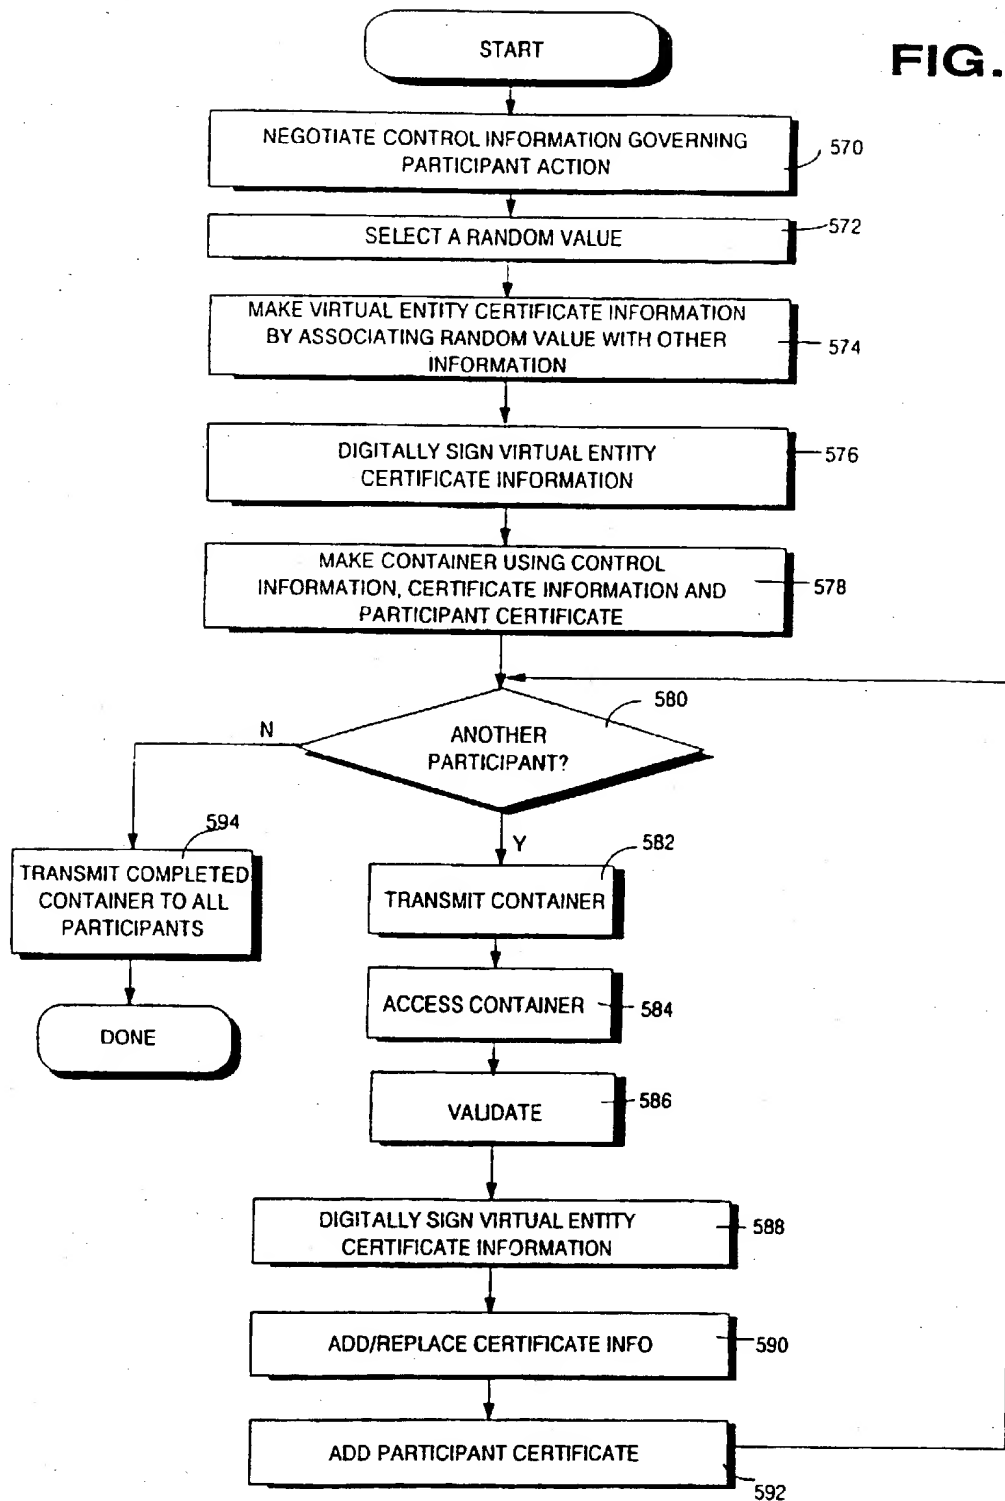 START
FIG.
NEGOTIATE CONTROL INFORMATION GOVERNING
PARTICIPANT ACTION
570
SELECT A RANDOM VALUE
572
MAKE VIRTUAL ENTITY CERTIFICATE INFORMATION
BY ASSOCIATING RANDOM VALUE WITH OTHER
INFORMATION
574
DIGITALLY SIGN VIRTUAL ENTITY
CERTIFICATE INFORMATION
576
MAKE CONTAINER USING CONTROL
INFORMATION, CERTIFICATE INFORMATION AND
PARTICIPANT CERTIFICATE
578
580
ANOTHER
PARTICIPANT?
N
Y
594
TRANSMIT COMPLETED
CONTAINER TO ALL
PARTICIPANTS
DONE
582
TRANSMIT CONTAINER
ACCESS CONTAINER
584
VALIDATE
586
DIGITALLY SIGN VIRTUAL ENTITY
CERTIFICATE INFORMATION
588
ADD/REPLACE CERTIFICATE INFO
590
ADD PARTICIPANT CERTIFICATE
592